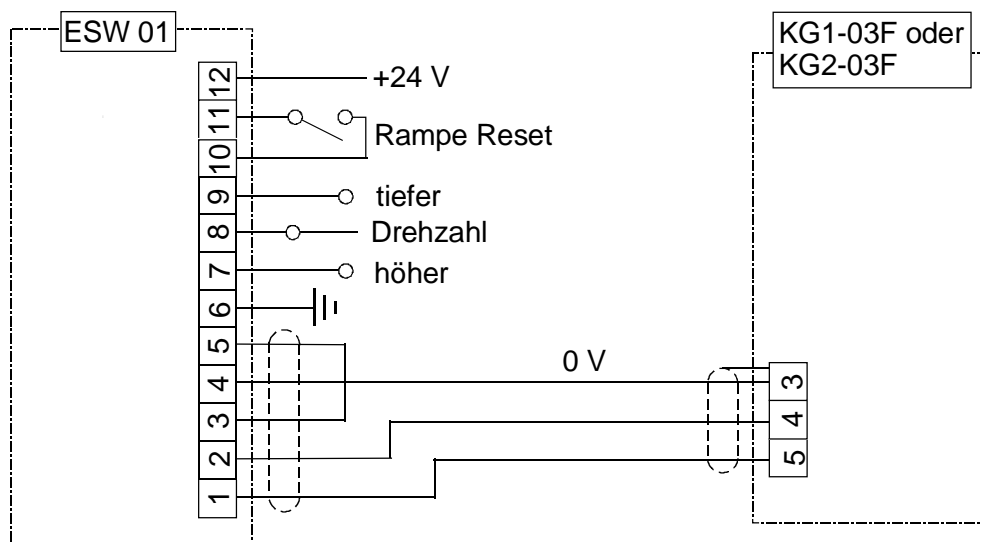 ESW 01
KG1-03F oder
KG2-03F
12
+24 V
11
Rampe Reset
10
9
tiefer
8
Drehzahl
7
höher
6
5
0 V
4
3
3
4
2
5
1